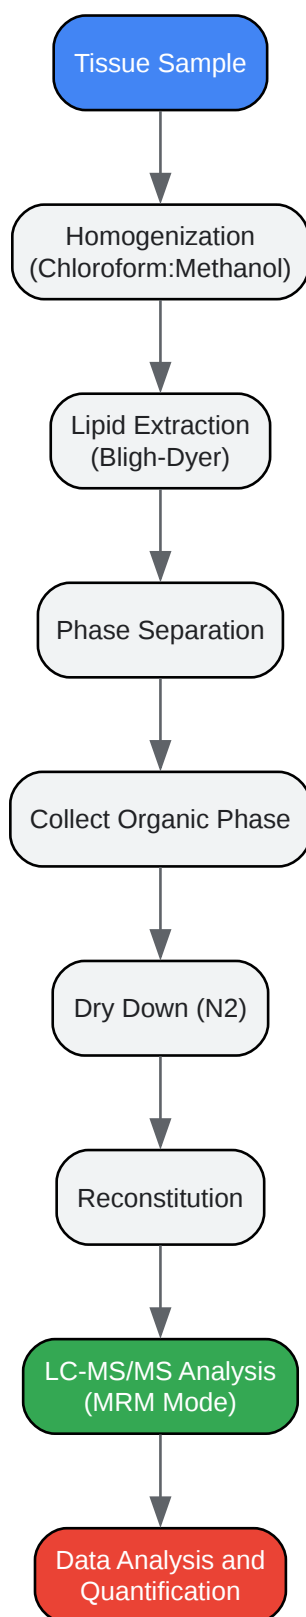 Tissue Sample
Homogenization
(Chloroform:Methanol)
Lipid Extraction
(Bligh-Dyer)
Phase Separation
Collect Organic Phase
Dry Down (N2)
Reconstitution
LC-MS/MS Analysis
(MRM Mode)
Data Analysis and
Quantification